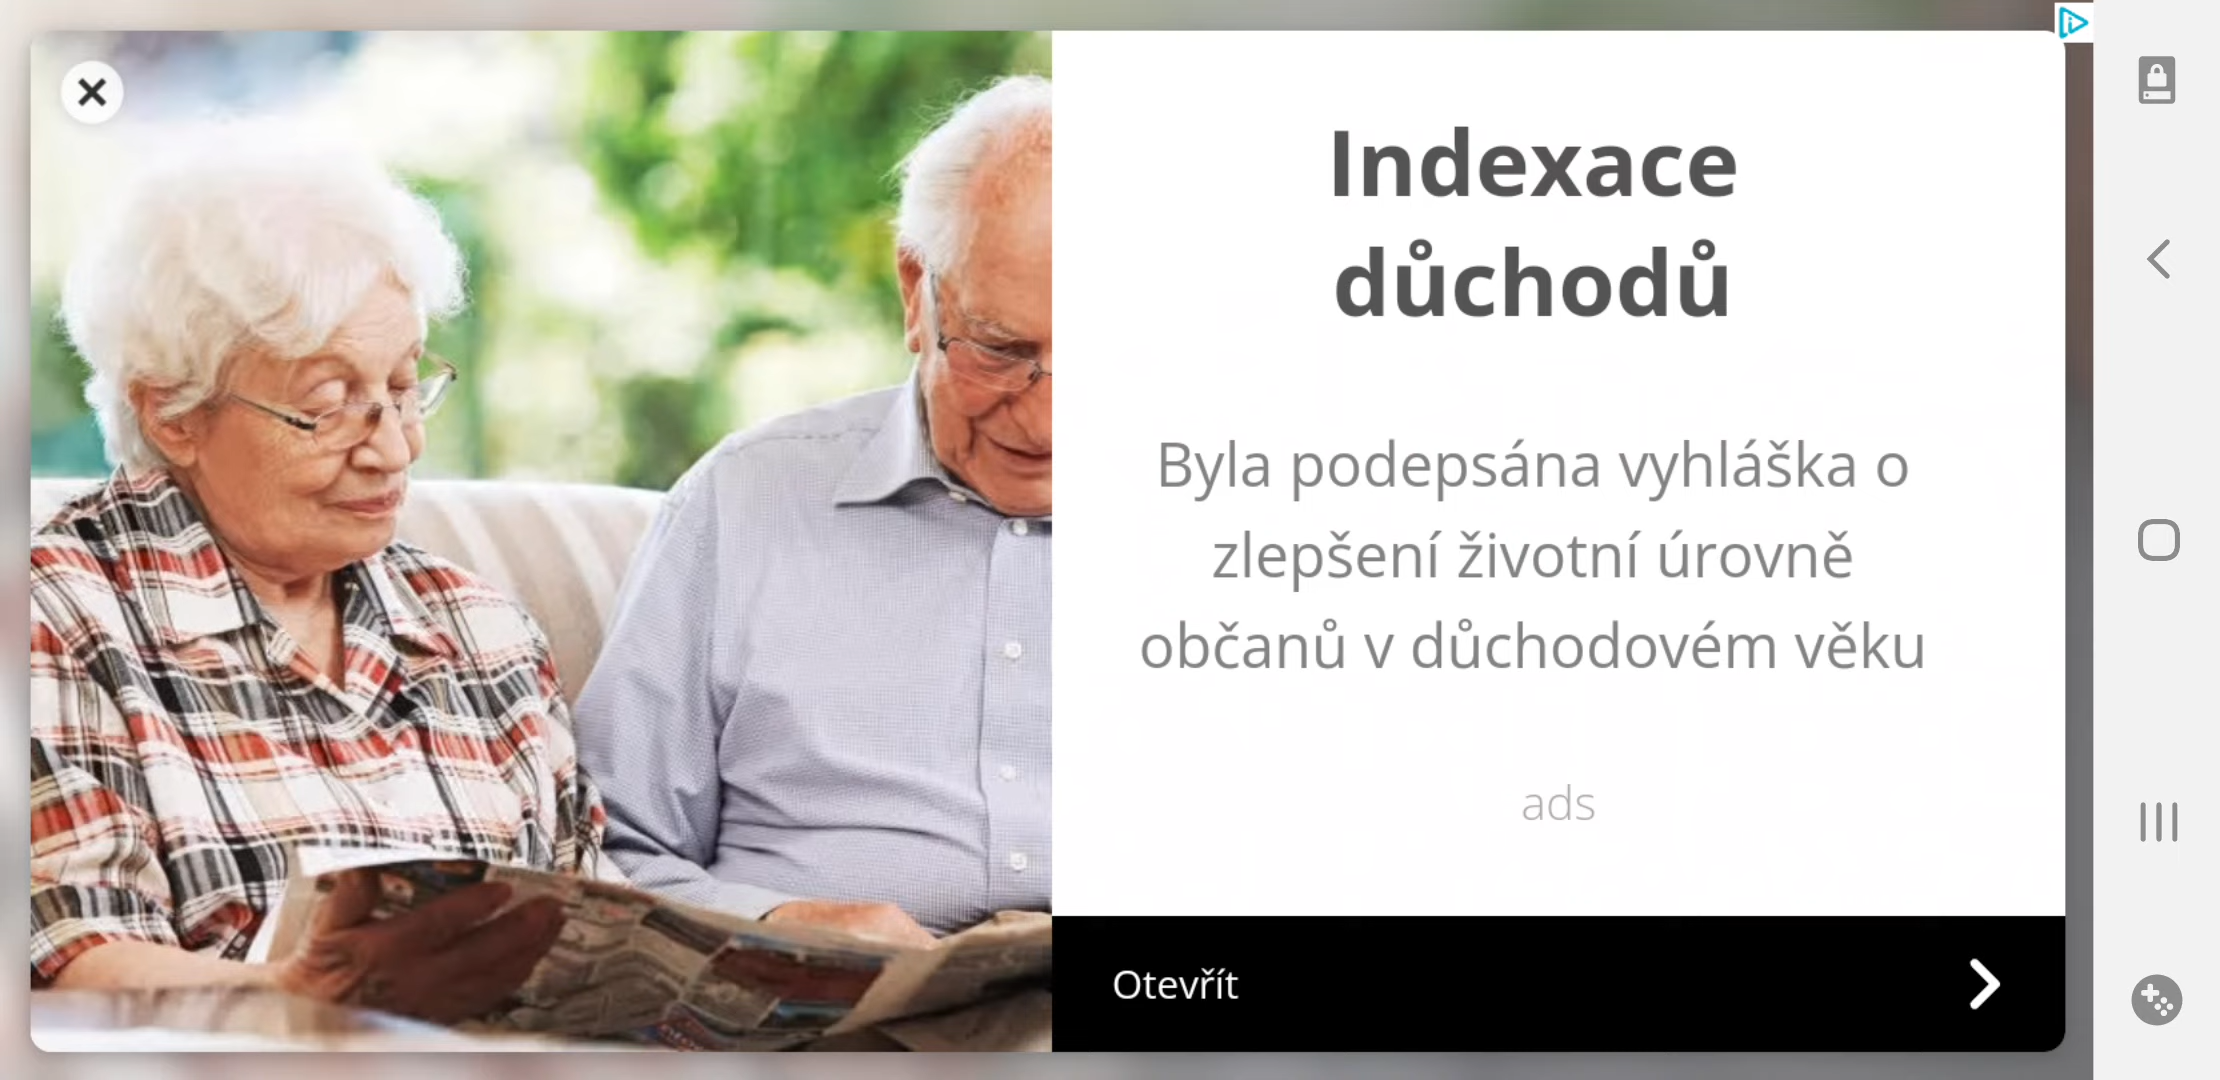 Indexace
důchodů
Byla podepsána vyhláška o
zlepšení životní úrovně
občanů v důchodovém věku
ads
Otevřít